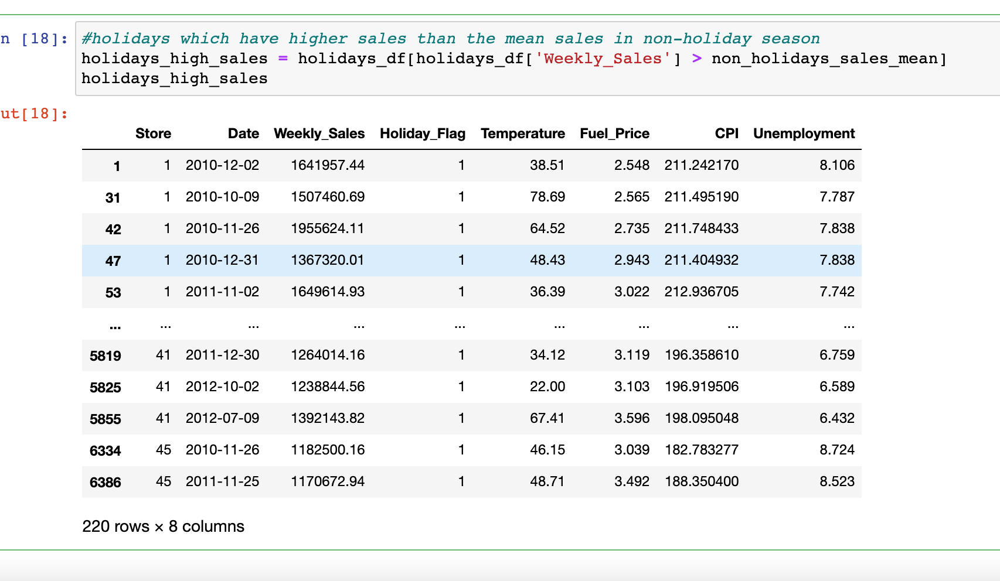 n [18]:
#holidays which have higher sales than the mean sales in non-holiday season
holidays_high_sales = holidays_df[holidays_df['Weekly_Sales'] > non_holidays_sales_mean]
holidays_high_sales
ut[18]:
Store Date Weekly_Sales Holiday_Flag Temperature Fuel_Price CPI Unemployment
1 1 2010-12-02 1641957.44 1 38.51 2.548 211.242170 8.106
31 1 2010-10-09 1507460.69 1 78.69 2.565 211.495190 7.787
42 1 2010-11-26 1955624.11 1 64.52 2.735 211.748433 7.838
47 1 2010-12-31 1367320.01 1 48.43 2.943 211.404932 7.838
53 1 2011-11-02 1649614.93 1 36.39 3.022 212.936705 7.742
... ... ... ... ... ... ... ... ...
5819 41 2011-12-30 1264014.16 1 34.12 3.119 196.358610 6.759
5825 41 2012-10-02 1238844.56 1 22.00 3.103 196.919506 6.589
5855 41 2012-07-09 1392143.82 1 67.41 3.596 198.095048 6.432
6334 45 2010-11-26 1182500.16 1 46.15 3.039 182.783277 8.724
6386 45 2011-11-25 1170672.94 1 48.71 3.492 188.350400 8.523
220 rows × 8 columns